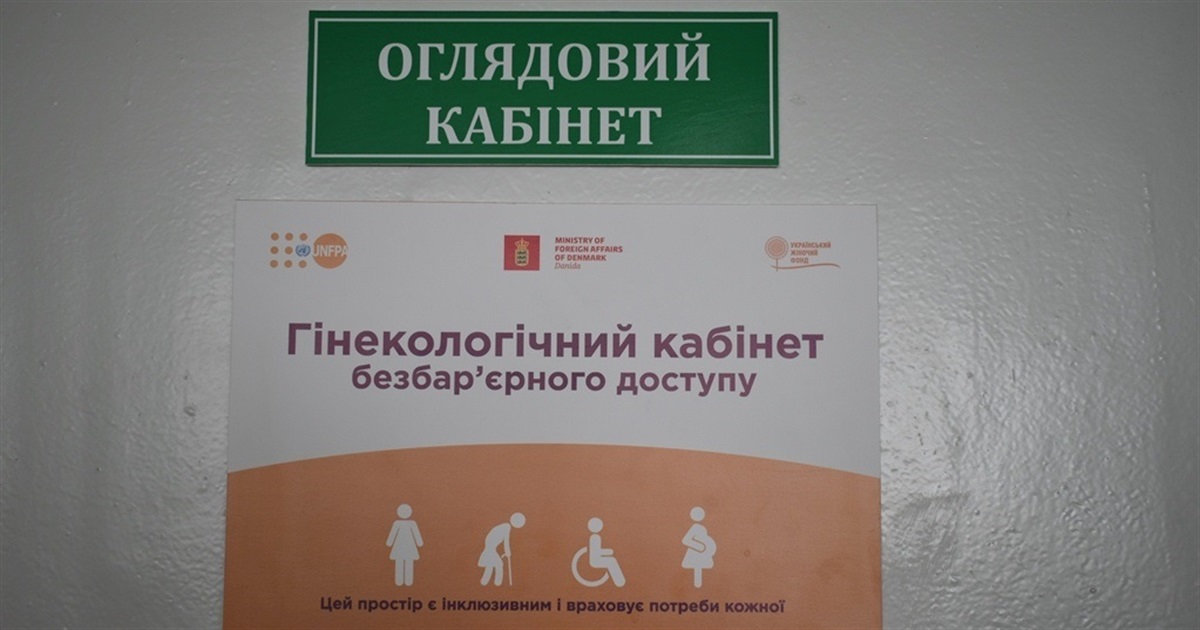 ОГЛЯДОВИЙ
КАБІНЕТ
UNFPA
MINISTRY OF
FOREIGN AFFAIRS
OF DENMARK
Danida
УКРАЇНСЬКИЙ
ЖІНОЧИЙ
ФОНД
Гінекологічний кабінет
безбар’єрного доступу
Цей простір є інклюзивним і враховує потреби кожної